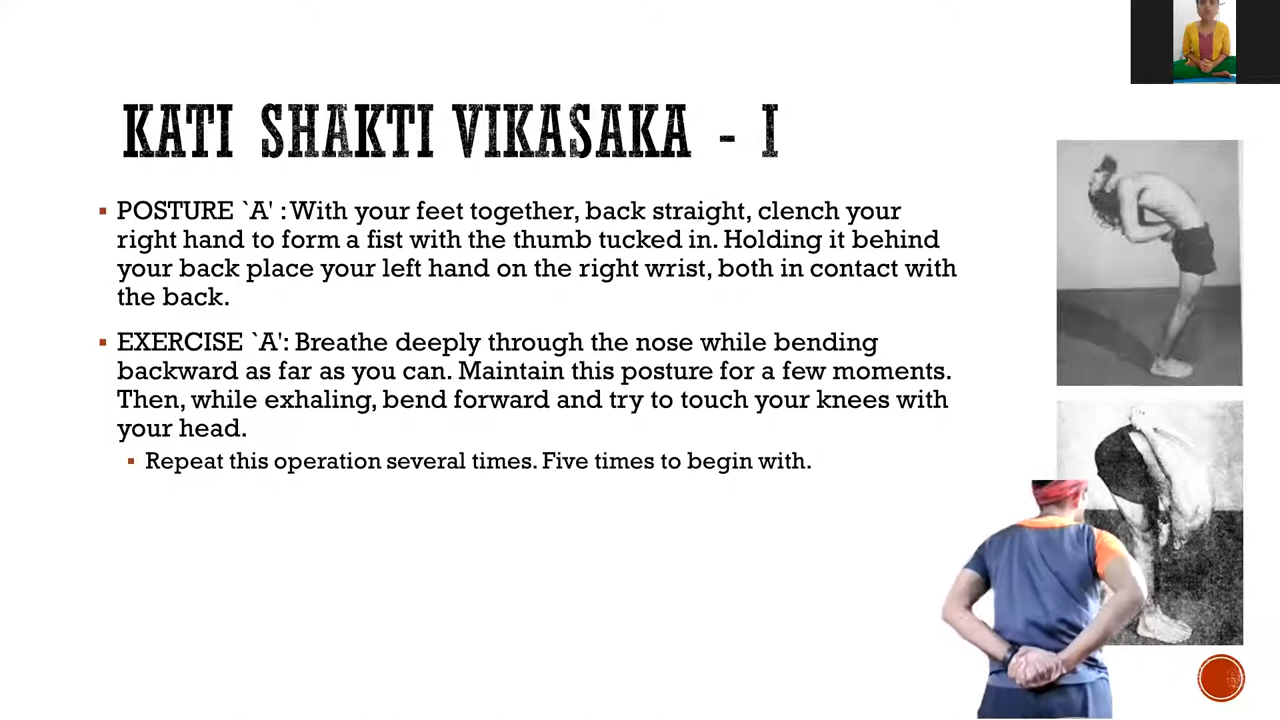 KATI SHAKTI VIKASAKA - I
POSTURE `A' : With your feet together, back straight, clench your
right hand to form a fist with the thumb tucked in. Holding it behind
your back place your left hand on the right wrist, both in contact with
the back.
EXERCISE `A': Breathe deeply through the nose while bending
backward as far as you can. Maintain this posture for a few moments.
Then, while exhaling, bend forward and try to touch your knees with
your head.
Repeat this operation several times. Five times to begin with.